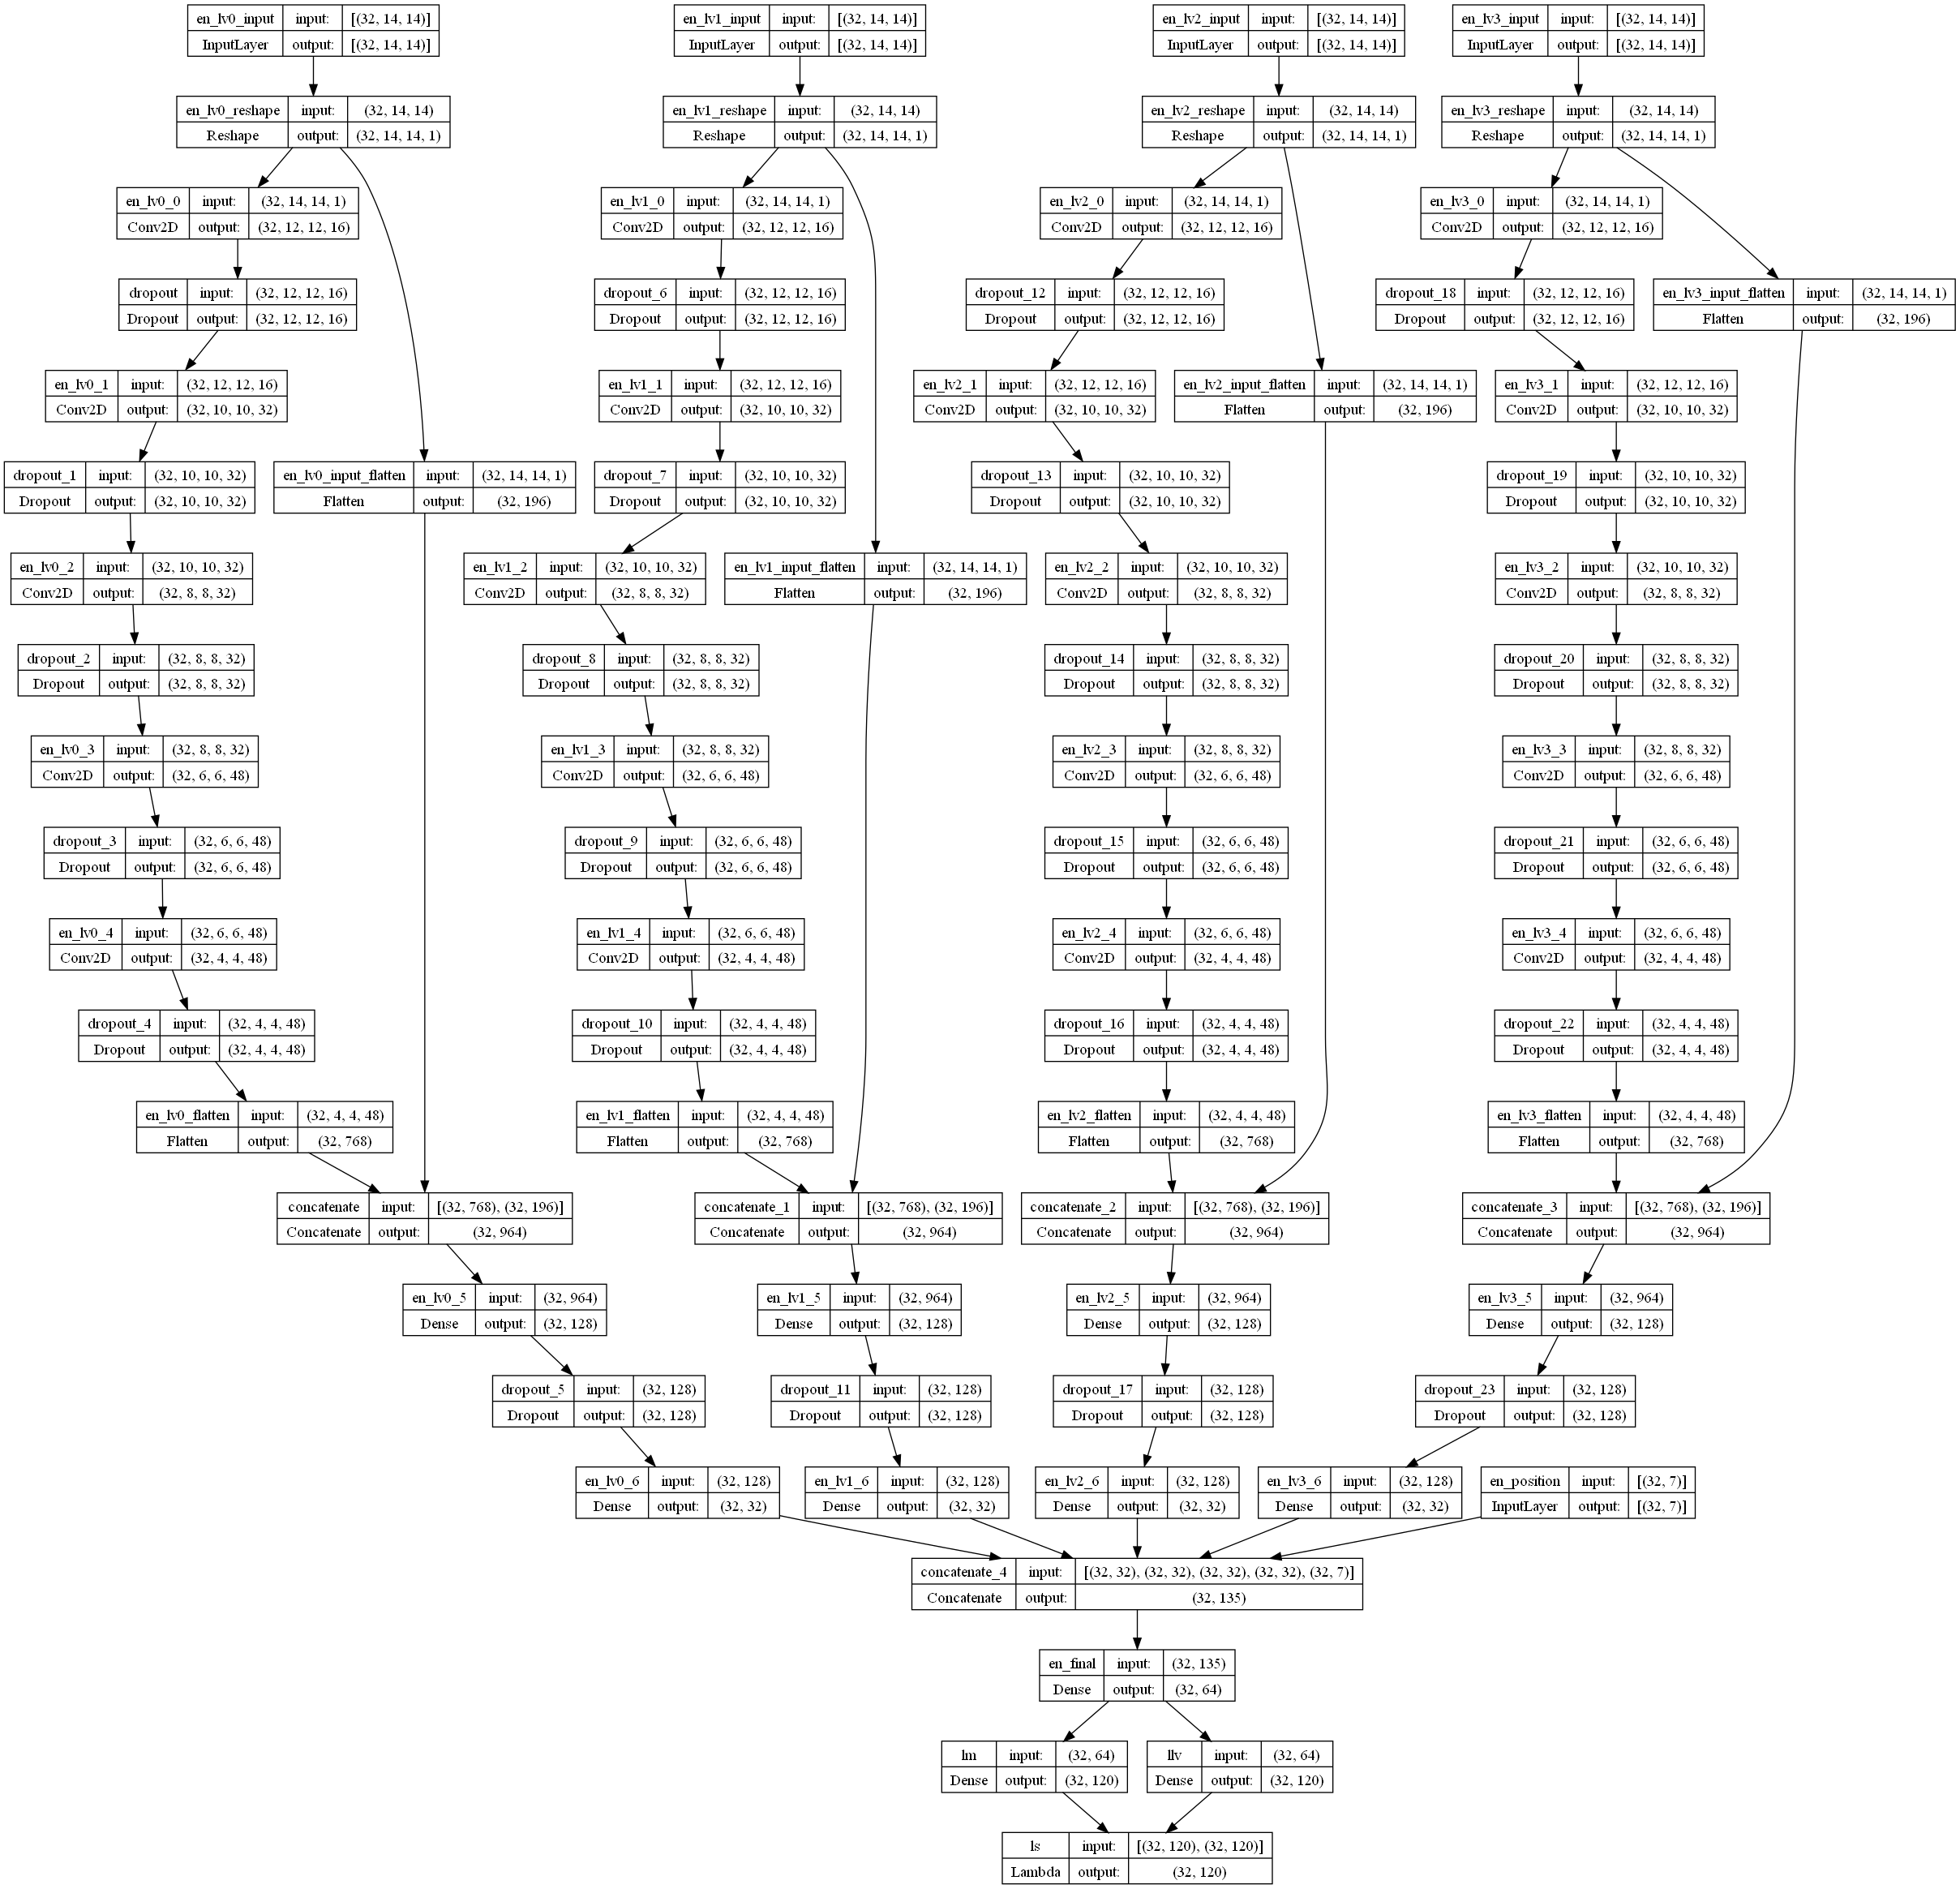 en_lv0_input input: [(32, 14, 14)]
InputLayer output: [(32, 14, 14)]
en_lv1_input input: [(32, 14, 14)]
InputLayer output: [(32, 14, 14)]
en_lv2_input input: [(32, 14, 14)]
InputLayer output: [(32, 14, 14)]
en_lv3_input input: [(32, 14, 14)]
InputLayer output: [(32, 14, 14)]
en_lv0_reshape input: (32, 14, 14)
Reshape output: (32, 14, 14, 1)
en_lv1_reshape input: (32, 14, 14)
Reshape output: (32, 14, 14, 1)
en_lv2_reshape input: (32, 14, 14)
Reshape output: (32, 14, 14, 1)
en_lv3_reshape input: (32, 14, 14)
Reshape output: (32, 14, 14, 1)
en_lv0_0 input: (32, 14, 14, 1)
Conv2D output: (32, 12, 12, 16)
en_lv1_0 input: (32, 14, 14, 1)
Conv2D output: (32, 12, 12, 16)
en_lv2_0 input: (32, 14, 14, 1)
Conv2D output: (32, 12, 12, 16)
en_lv3_0 input: (32, 14, 14, 1)
Conv2D output: (32, 12, 12, 16)
dropout input: (32, 12, 12, 16)
Dropout output: (32, 12, 12, 16)
dropout_6 input: (32, 12, 12, 16)
Dropout output: (32, 12, 12, 16)
dropout_12 input: (32, 12, 12, 16)
Dropout output: (32, 12, 12, 16)
dropout_18 input: (32, 12, 12, 16)
Dropout output: (32, 12, 12, 16)
en_lv3_input_flatten input: (32, 14, 14, 1)
Flatten output: (32, 196)
en_lv0_1 input: (32, 12, 12, 16)
Conv2D output: (32, 10, 10, 32)
en_lv1_1 input: (32, 12, 12, 16)
Conv2D output: (32, 10, 10, 32)
en_lv2_1 input: (32, 12, 12, 16)
Conv2D output: (32, 10, 10, 32)
en_lv2_input_flatten input: (32, 14, 14, 1)
Flatten output: (32, 196)
en_lv3_1 input: (32, 12, 12, 16)
Conv2D output: (32, 10, 10, 32)
dropout_1 input: (32, 10, 10, 32)
Dropout output: (32, 10, 10, 32)
en_lv0_input_flatten input: (32, 14, 14, 1)
Flatten output: (32, 196)
dropout_7 input: (32, 10, 10, 32)
Dropout output: (32, 10, 10, 32)
dropout_13 input: (32, 10, 10, 32)
Dropout output: (32, 10, 10, 32)
dropout_19 input: (32, 10, 10, 32)
Dropout output: (32, 10, 10, 32)
en_lv0_2 input: (32, 10, 10, 32)
Conv2D output: (32, 8, 8, 32)
en_lv1_2 input: (32, 10, 10, 32)
Conv2D output: (32, 8, 8, 32)
en_lv1_input_flatten input: (32, 14, 14, 1)
Flatten output: (32, 196)
en_lv2_2 input: (32, 10, 10, 32)
Conv2D output: (32, 8, 8, 32)
en_lv3_2 input: (32, 10, 10, 32)
Conv2D output: (32, 8, 8, 32)
dropout_2 input: (32, 8, 8, 32)
Dropout output: (32, 8, 8, 32)
dropout_8 input: (32, 8, 8, 32)
Dropout output: (32, 8, 8, 32)
dropout_14 input: (32, 8, 8, 32)
Dropout output: (32, 8, 8, 32)
dropout_20 input: (32, 8, 8, 32)
Dropout output: (32, 8, 8, 32)
en_lv0_3 input: (32, 8, 8, 32)
Conv2D output: (32, 6, 6, 48)
en_lv1_3 input: (32, 8, 8, 32)
Conv2D output: (32, 6, 6, 48)
en_lv2_3 input: (32, 8, 8, 32)
Conv2D output: (32, 6, 6, 48)
en_lv3_3 input: (32, 8, 8, 32)
Conv2D output: (32, 6, 6, 48)
dropout_3 input: (32, 6, 6, 48)
Dropout output: (32, 6, 6, 48)
dropout_9 input: (32, 6, 6, 48)
Dropout output: (32, 6, 6, 48)
dropout_15 input: (32, 6, 6, 48)
Dropout output: (32, 6, 6, 48)
dropout_21 input: (32, 6, 6, 48)
Dropout output: (32, 6, 6, 48)
en_lv0_4 input: (32, 6, 6, 48)
Conv2D output: (32, 4, 4, 48)
en_lv1_4 input: (32, 6, 6, 48)
Conv2D output: (32, 4, 4, 48)
en_lv2_4 input: (32, 6, 6, 48)
Conv2D output: (32, 4, 4, 48)
en_lv3_4 input: (32, 6, 6, 48)
Conv2D output: (32, 4, 4, 48)
dropout_4 input: (32, 4, 4, 48)
Dropout output: (32, 4, 4, 48)
dropout_10 input: (32, 4, 4, 48)
Dropout output: (32, 4, 4, 48)
dropout_16 input: (32, 4, 4, 48)
Dropout output: (32, 4, 4, 48)
dropout_22 input: (32, 4, 4, 48)
Dropout output: (32, 4, 4, 48)
en_lv0_flatten input: (32, 4, 4, 48)
Flatten output: (32, 768)
en_lv1_flatten input: (32, 4, 4, 48)
Flatten output: (32, 768)
en_lv2_flatten input: (32, 4, 4, 48)
Flatten output: (32, 768)
en_lv3_flatten input: (32, 4, 4, 48)
Flatten output: (32, 768)
concatenate input: [(32, 768), (32, 196)]
Concatenate output: (32, 964)
concatenate_1 input: [(32, 768), (32, 196)]
Concatenate output: (32, 964)
concatenate_2 input: [(32, 768), (32, 196)]
Concatenate output: (32, 964)
concatenate_3 input: [(32, 768), (32, 196)]
Concatenate output: (32, 964)
en_lv0_5 input: (32, 964)
Dense output: (32, 128)
en_lv1_5 input: (32, 964)
Dense output: (32, 128)
en_lv2_5 input: (32, 964)
Dense output: (32, 128)
en_lv3_5 input: (32, 964)
Dense output: (32, 128)
dropout_5 input: (32, 128)
Dropout output: (32, 128)
dropout_11 input: (32, 128)
Dropout output: (32, 128)
dropout_17 input: (32, 128)
Dropout output: (32, 128)
dropout_23 input: (32, 128)
Dropout output: (32, 128)
en_lv0_6 input: (32, 128)
Dense output: (32, 32)
en_lv1_6 input: (32, 128)
Dense output: (32, 32)
en_lv2_6 input: (32, 128)
Dense output: (32, 32)
en_lv3_6 input: (32, 128)
Dense output: (32, 32)
en_position input: [(32, 7)]
InputLayer output: [(32, 7)]
concatenate_4 input: [(32, 32), (32, 32), (32, 32), (32, 32), (32, 7)]
Concatenate output: (32, 135)
en_final input: (32, 135)
Dense output: (32, 64)
lm input: (32, 64)
Dense output: (32, 120)
llv input: (32, 64)
Dense output: (32, 120)
ls input: [(32, 120), (32, 120)]
Lambda output: (32, 120)